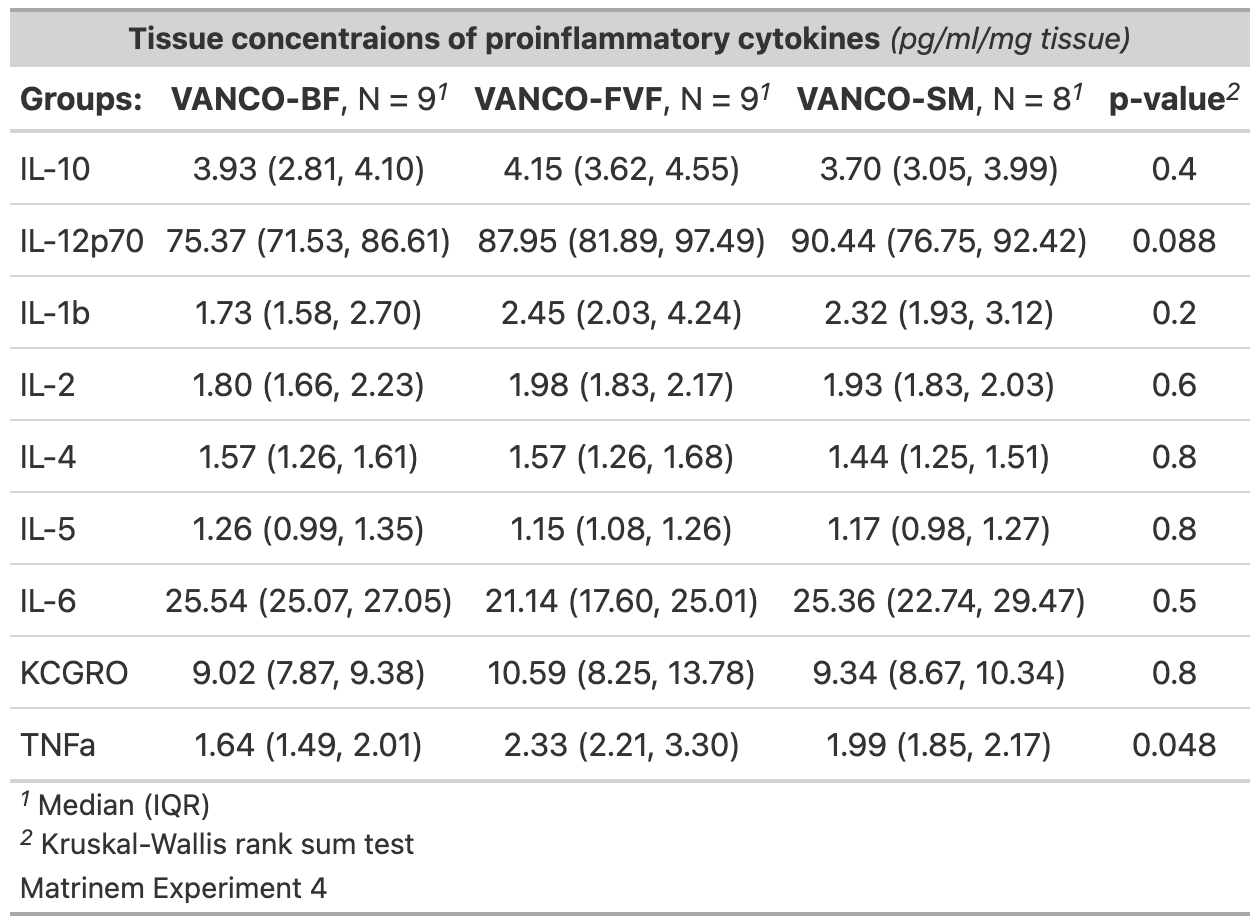 Tissue concentraions of proinflammatory cytokines (pg/ml/mg tissue)
Groups: VANCO-BF, N = 9¹ VANCO-FVF, N = 9¹ VANCO-SM, N = 8¹ p-value²
IL-10 3.93 (2.81, 4.10) 4.15 (3.62, 4.55) 3.70 (3.05, 3.99) 0.4
IL-12p70 75.37 (71.53, 86.61) 87.95 (81.89, 97.49) 90.44 (76.75, 92.42) 0.088
IL-1b 1.73 (1.58, 2.70) 2.45 (2.03, 4.24) 2.32 (1.93, 3.12) 0.2
IL-2 1.80 (1.66, 2.23) 1.98 (1.83, 2.17) 1.93 (1.83, 2.03) 0.6
IL-4 1.57 (1.26, 1.61) 1.57 (1.26, 1.68) 1.44 (1.25, 1.51) 0.8
IL-5 1.26 (0.99, 1.35) 1.15 (1.08, 1.26) 1.17 (0.98, 1.27) 0.8
IL-6 25.54 (25.07, 27.05) 21.14 (17.60, 25.01) 25.36 (22.74, 29.47) 0.5
KCGRO 9.02 (7.87, 9.38) 10.59 (8.25, 13.78) 9.34 (8.67, 10.34) 0.8
TNFa 1.64 (1.49, 2.01) 2.33 (2.21, 3.30) 1.99 (1.85, 2.17) 0.048
¹ Median (IQR)
² Kruskal-Wallis rank sum test
Matrinem Experiment 4